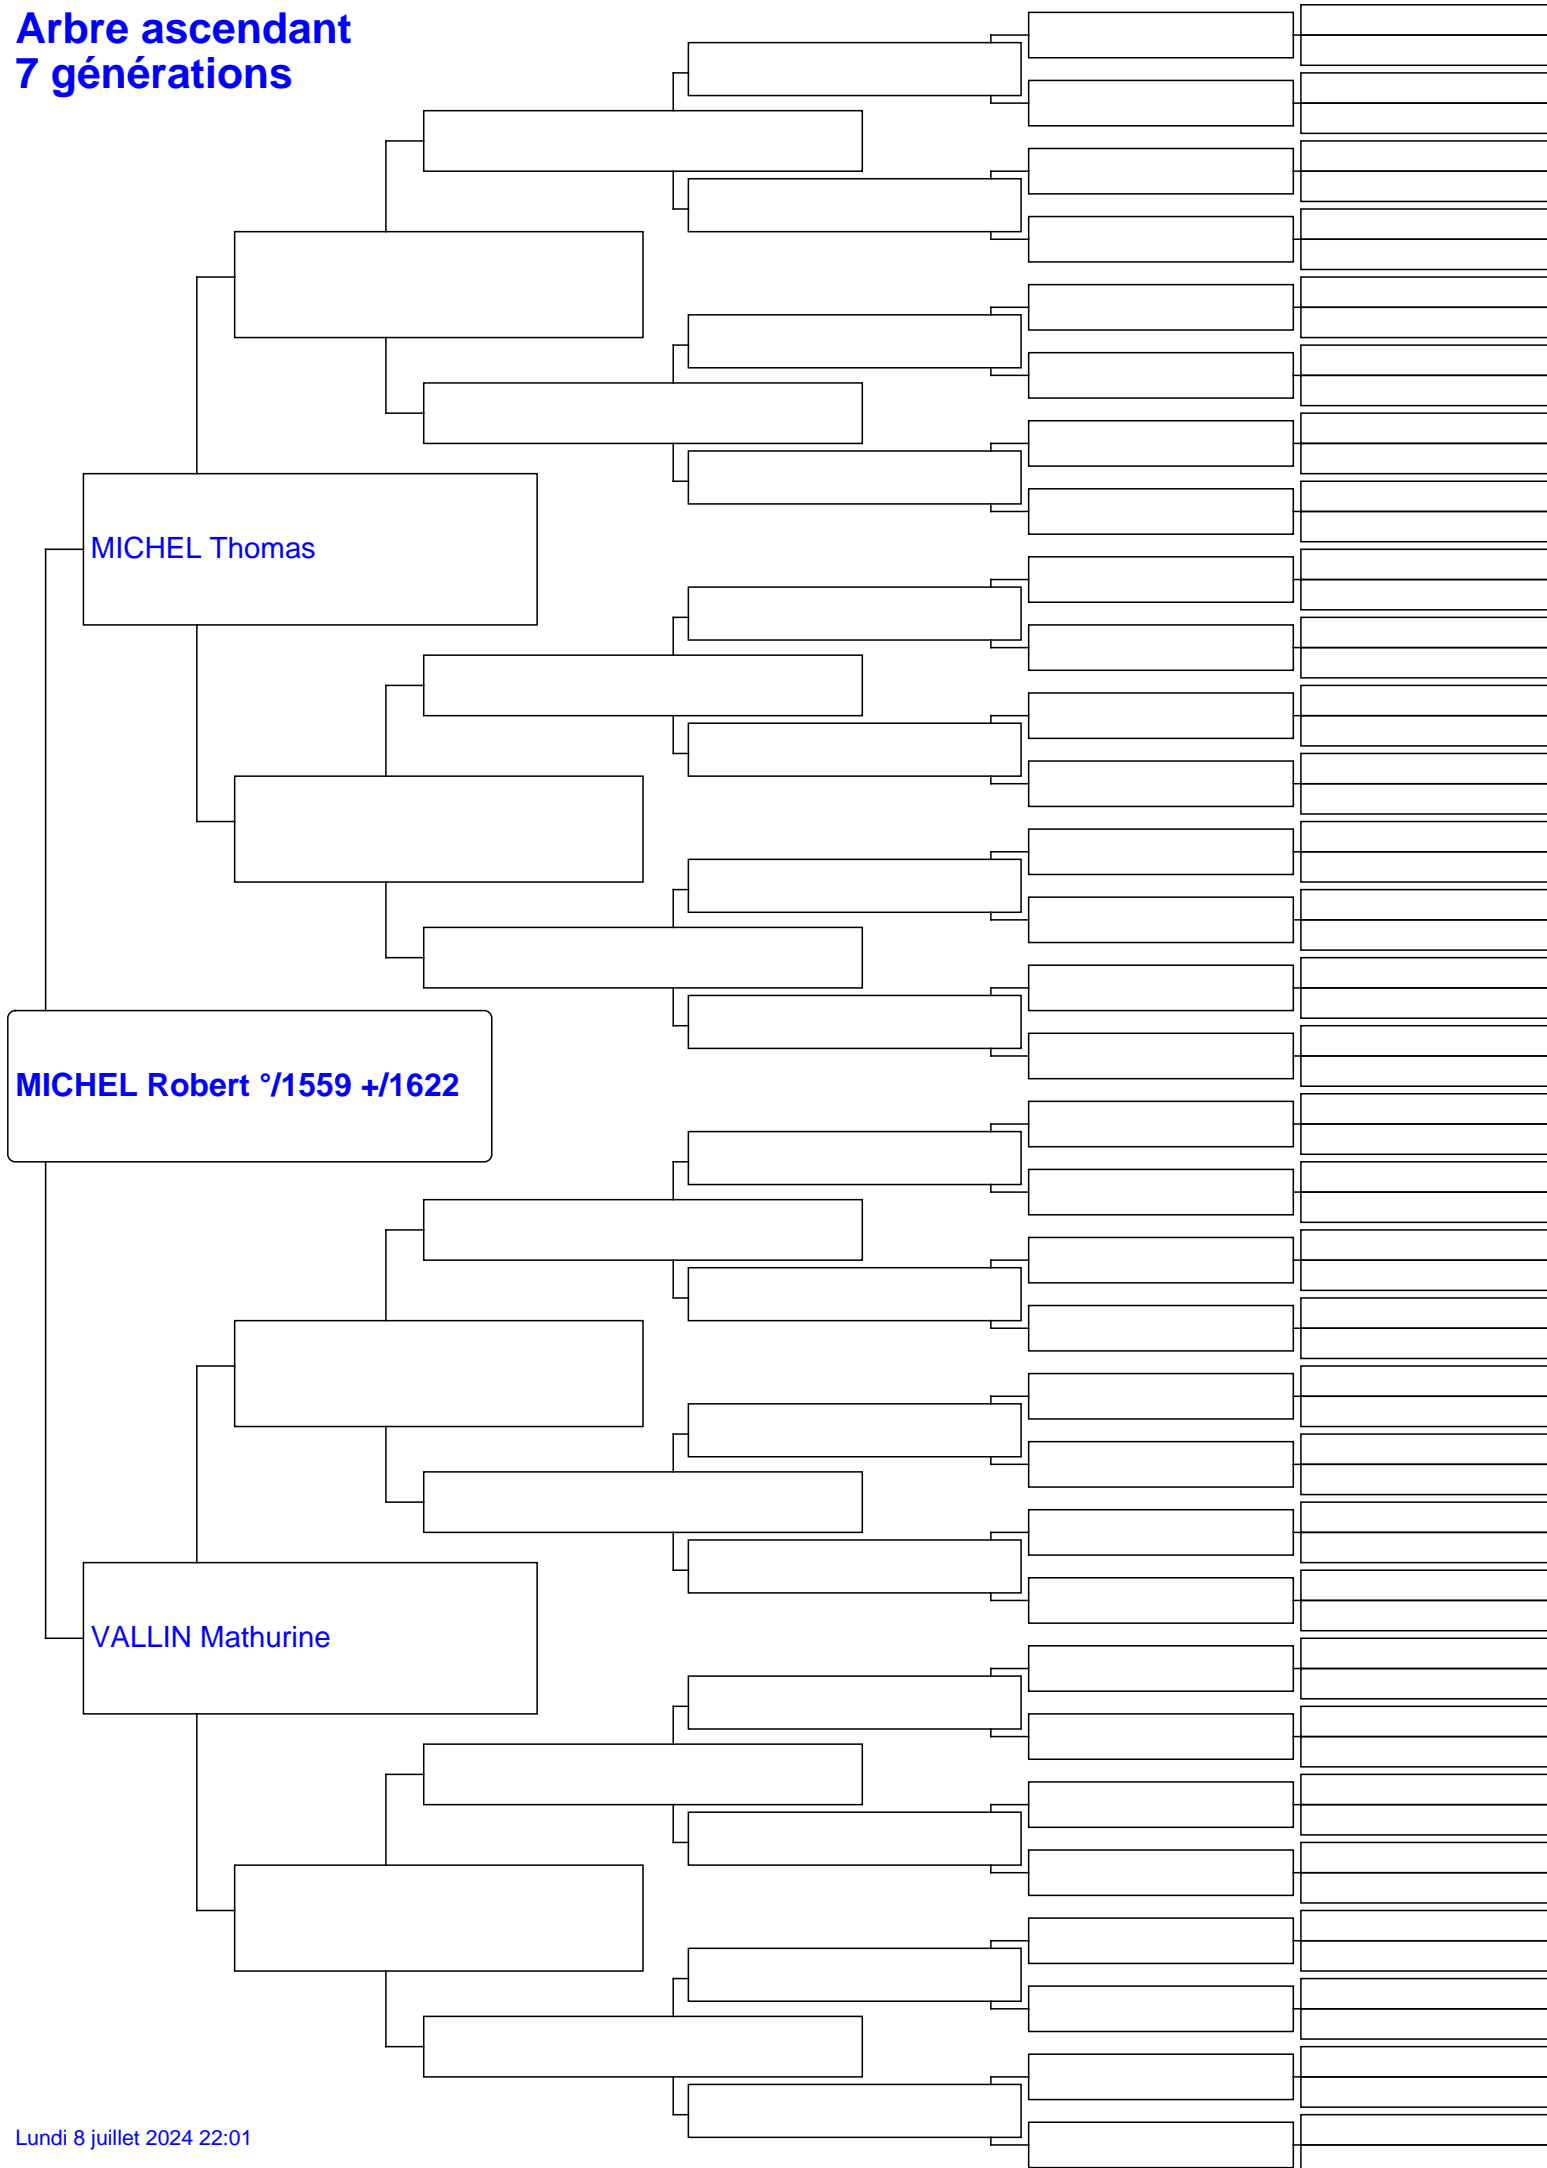 Arbre ascendant
7 générations
MICHEL Thomas
MICHEL Robert °/1559 +/1622
VALLIN Mathurine
Lundi 8 juillet 2024 22:01